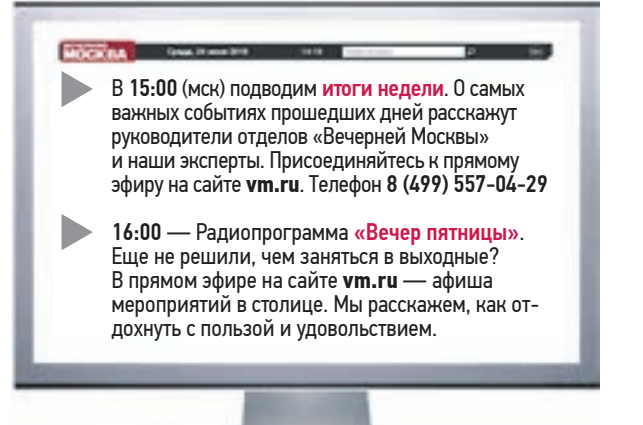 МОСКВА
В 15:00 (мск) подводим итоги недели. О самых
важных событиях прошедших дней расскажут
руководители отделов «Вечерней Москвы»
и наши эксперты. Присоединяйтесь к прямому
эфиру на сайте vm.ru. Телефон 8 (499) 557-04-29
16:00 — Радиопрограмма «Вечер пятницы».
Еще не решили, чем заняться в выходные?
В прямом эфире на сайте vm.ru — афиша
мероприятий в столице. Мы расскажем, как от-
дохнуть с пользой и удовольствием.